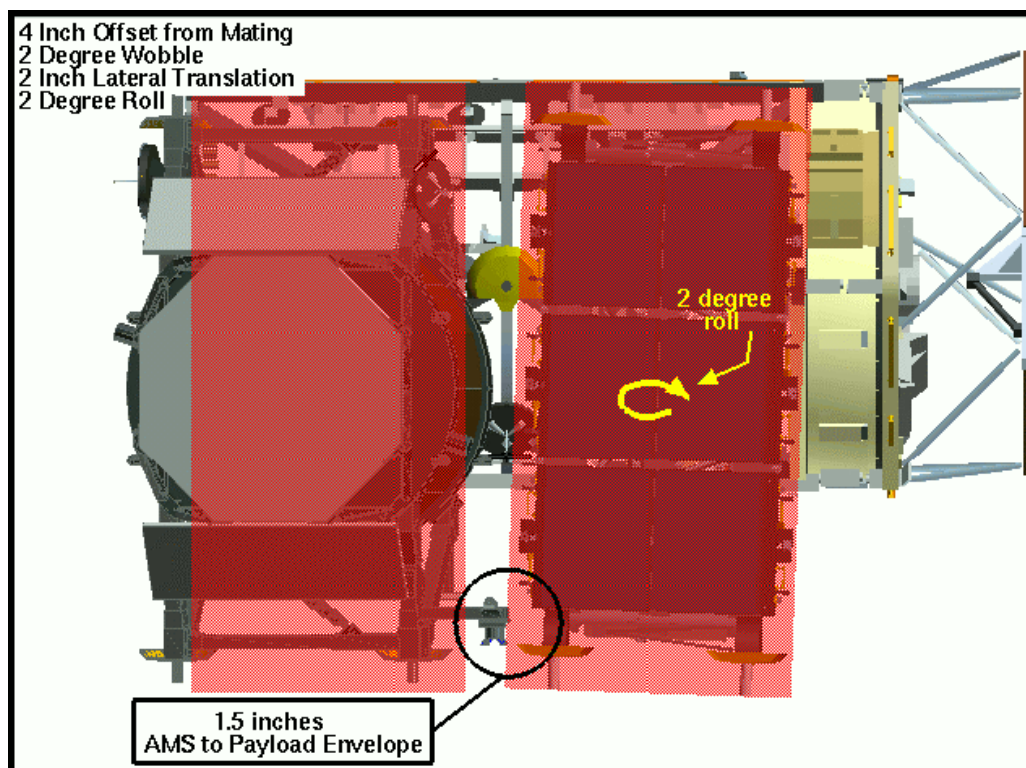 4 Inch Offset from Mating
2 Degree Wobble
2 Inch Lateral Translation
2 Degree Roll
2 degree
roll
1.5 inches
AMS to Payload Envelope